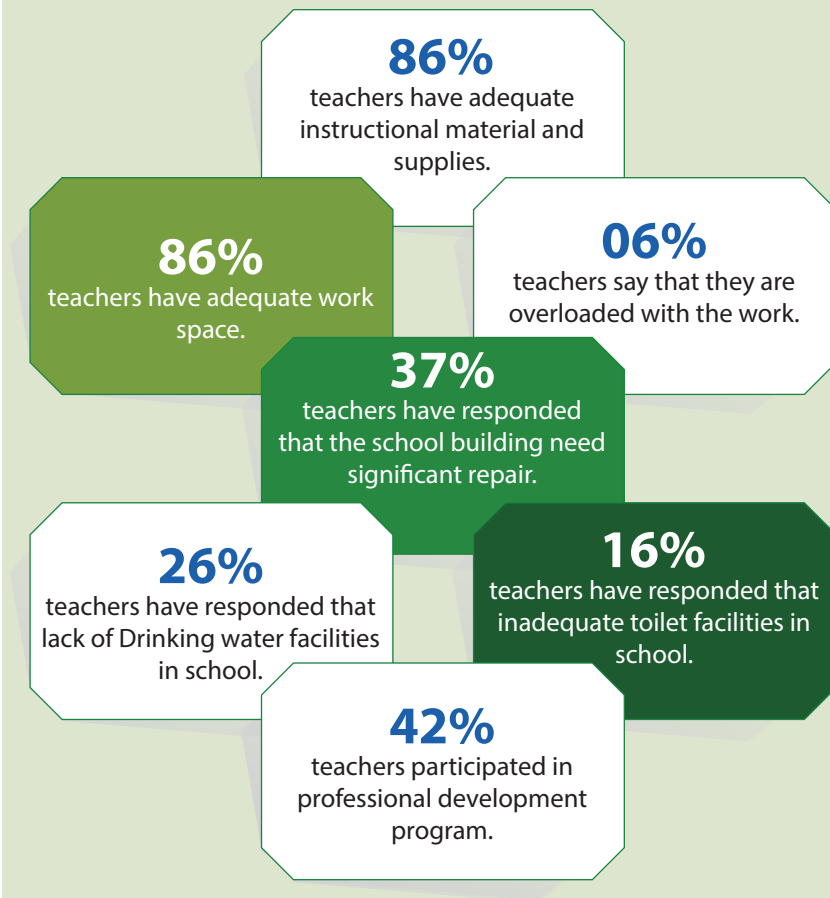 86%
teachers have adequate
instructional material and
supplies.
86%
teachers have adequate work
space.
06%
teachers say that they are
overloaded with the work.
37%
teachers have responded
that the school building need
significant repair.
26%
teachers have responded that
lack of Drinking water facilities
in school.
16%
teachers have responded that
inadequate toilet facilities in
school.
42%
teachers participated in
professional development
program.